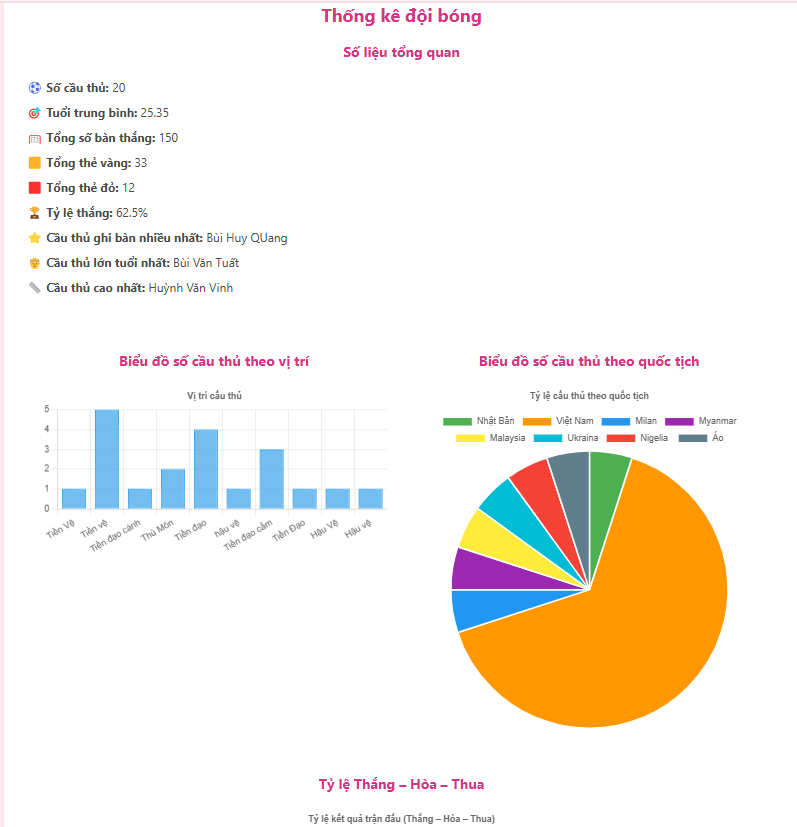 Thống kê đội bóng
Số liệu tổng quan
Số cầu thủ: 20
Tuổi trung bình: 25.35
Tổng số bàn thắng: 150
Tổng thẻ vàng: 33
Tổng thẻ đỏ: 12
Tỷ lệ thắng: 62.5%
Cầu thủ ghi bàn nhiều nhất: Bùi Huy QUang
Cầu thủ lớn tuổi nhất: Bùi Văn Tuất
Cầu thủ cao nhất: Huỳnh Văn Vinh
Biểu đồ số cầu thủ theo vị trí
Vị trí cầu thủ
5
4
3
2
1
0
Tiền Vệ
Tiền vệ
Tiền đạo cánh
Thủ Môn
Tiền đạo
hậu vệ
Tiền đạo cắm
Tiền Đạo
Hậu Vệ
Hậu vệ
Biểu đồ số cầu thủ theo quốc tịch
Tỷ lệ cầu thủ theo quốc tịch
Nhật Bản Việt Nam Milan Myanmar
Malaysia Ukraina Nigelia Áo
Tỷ lệ Thắng – Hòa – Thua
Tỷ lệ kết quả trận đấu (Thắng – Hòa – Thua)